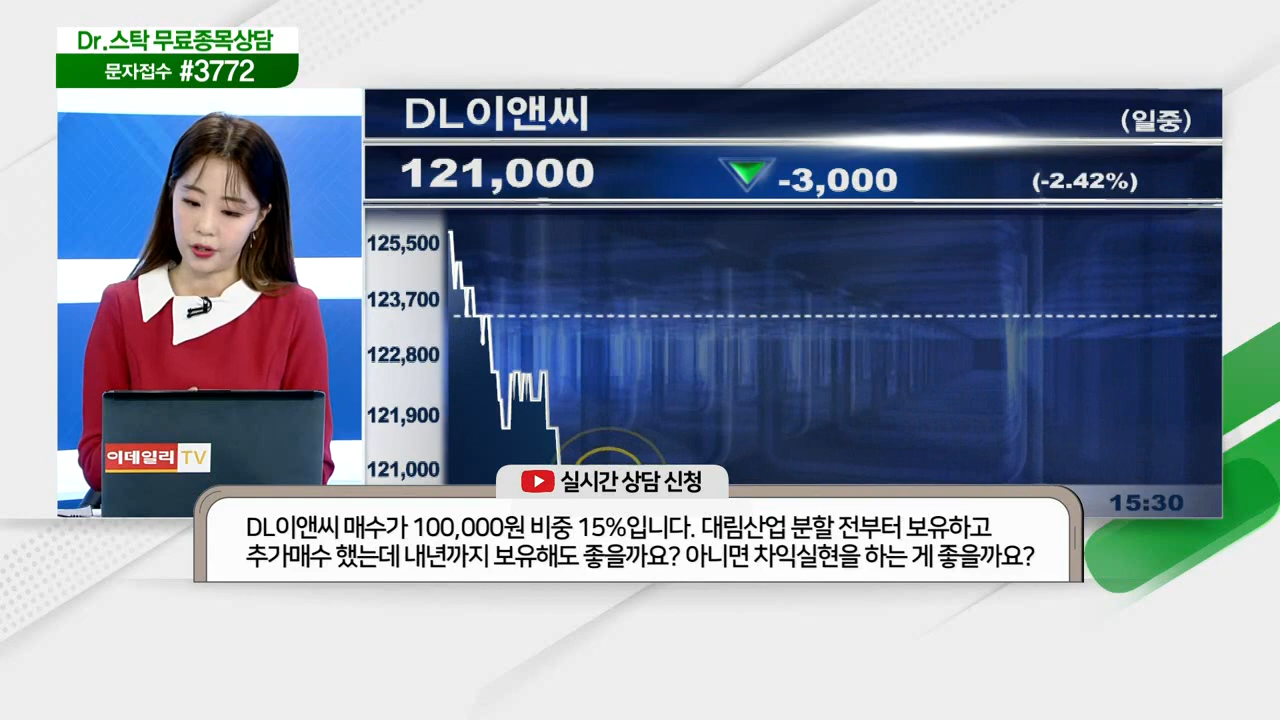 Dr.스탁 무료종목상담
문자접수 #3772
DL이앤씨
(일중)
121,000
-3,000
(-2.42%)
125,500
123,700
122,800
121,900
121,000
15:30
이데일리 TV
실시간 상담 신청
DL이앤씨 매수가 100,000원 비중 15%입니다. 대림산업 분할 전부터 보유하고
추가매수 했는데 내년까지 보유해도 좋을까요? 아니면 차익실현을 하는 게 좋을까요?